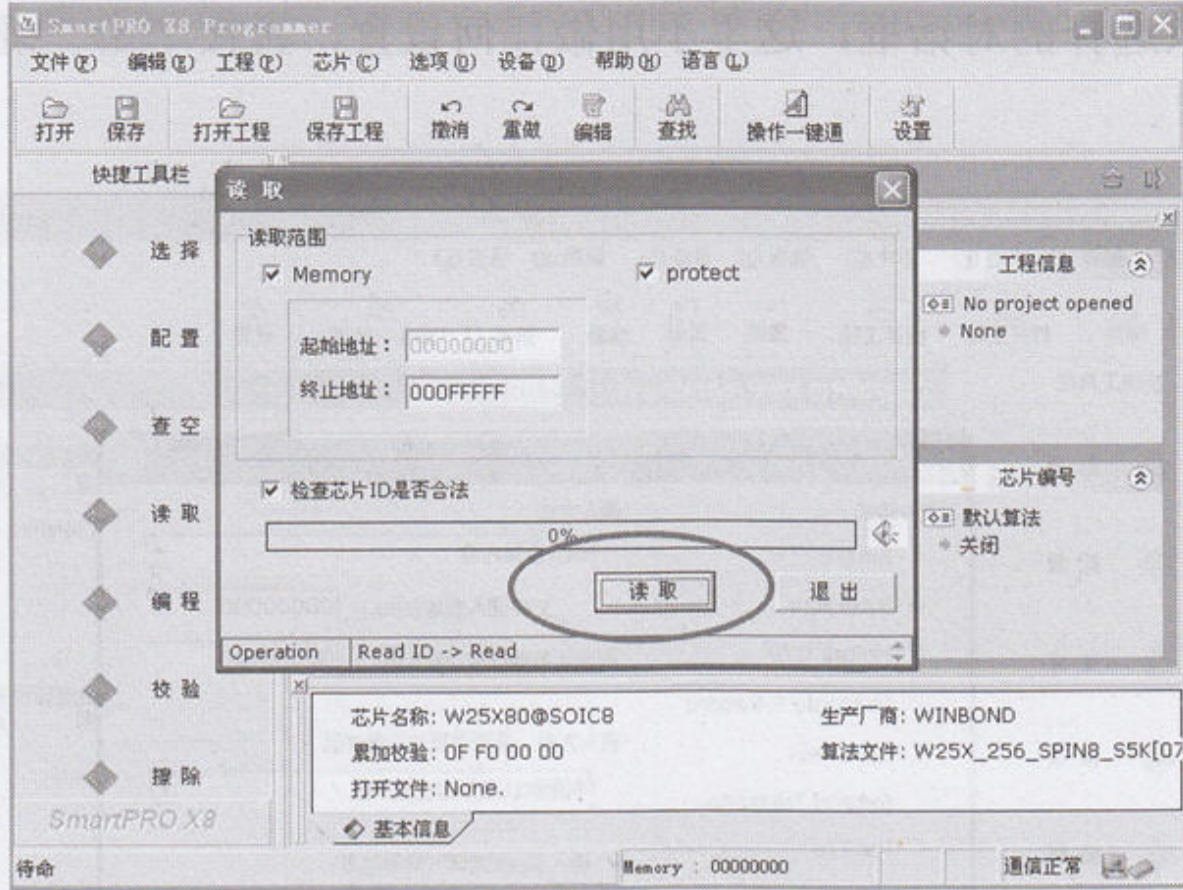 SmartPRO X8 Programmer
文件(F) 编辑(E) 工程(P) 芯片(C) 选项(O) 设备(D) 帮助(H) 语言(L)
打开 保存 打开工程 保存工程 撤消 重做 编辑 查找 操作一键通 设置
快捷工具栏
选 择
配 置
查 空
读 取
编 程
校 验
擦 除
SmartPRO X8
读 取
读取范围
Memory protect
起始地址: 00000000
终止地址: 000FFFFF
检查芯片ID是否合法
0%
读 取 退 出
Operation Read ID -> Read
工程信息
No project opened
None
芯片编号
默认算法
关闭
芯片名称: W25X80@SOIC8 生产厂商: WINBOND
累加校验: 0F F0 00 00 算法文件: W25X_256_SPIN8_S5K[07
打开文件: None.
基本信息
待命 Memory : 00000000 通信正常